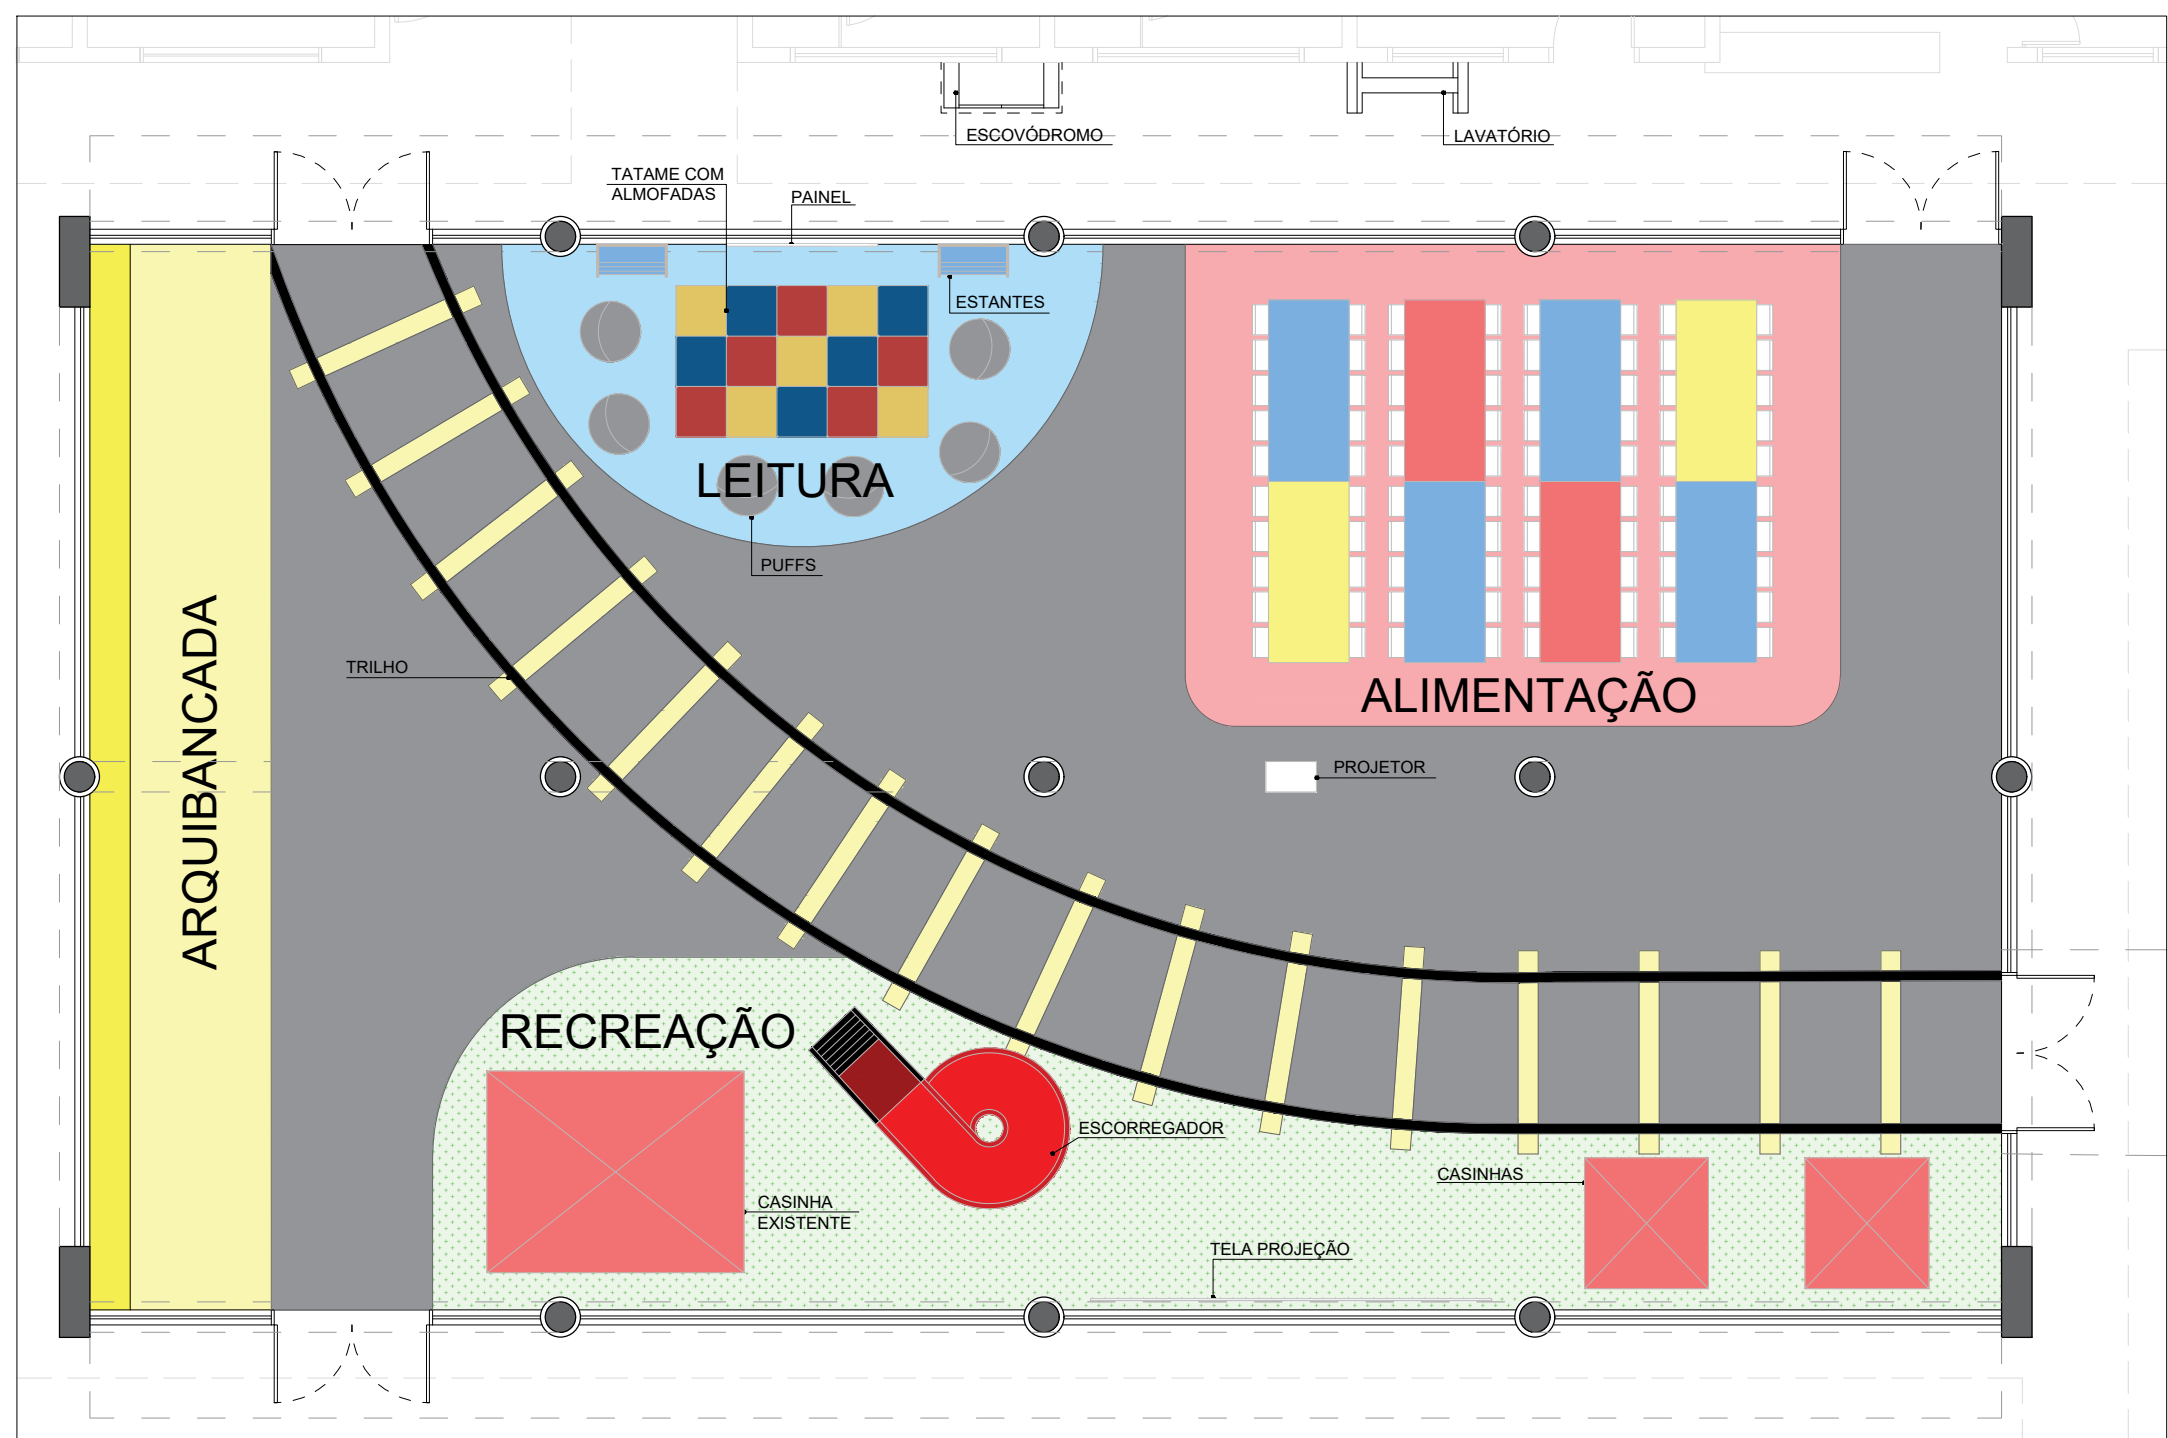 ESCOVÓDROMO
LAVATÓRIO
TATAME COM
ALMOFADAS
PAINEL
ESTANTES
LEITURA
PUFFS
ARQUIBANCADA
TRILHO
ALIMENTAÇÃO
PROJETOR
RECREAÇÃO
ESCORREGADOR
CASINHAS
CASINHA
EXISTENTE
TELA PROJEÇÃO